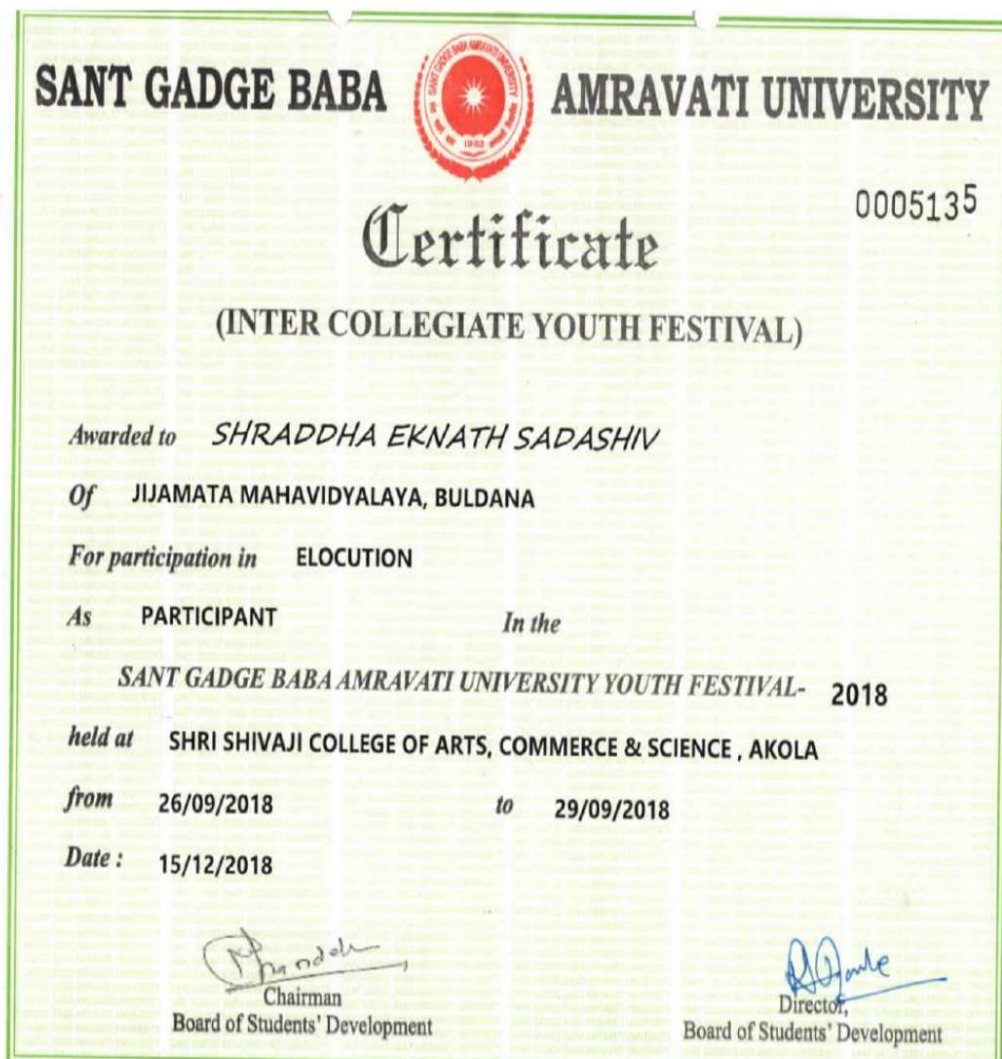 SANT GADGE BABA AMRAVATI UNIVERSITY
0005135
Certificate
(INTER COLLEGIATE YOUTH FESTIVAL)
Awarded to SHRADDHA EKNATH SADASHIV
Of JIJAMATA MAHAVIDYALAYA, BULDANA
For participation in ELOCUTION
As PARTICIPANT In the
SANT GADGE BABA AMRAVATI UNIVERSITY YOUTH FESTIVAL- 2018
held at SHRI SHIVAJI COLLEGE OF ARTS, COMMERCE & SCIENCE , AKOLA
from 26/09/2018 to 29/09/2018
Date : 15/12/2018
Chairman
Board of Students' Development
Director,
Board of Students' Development